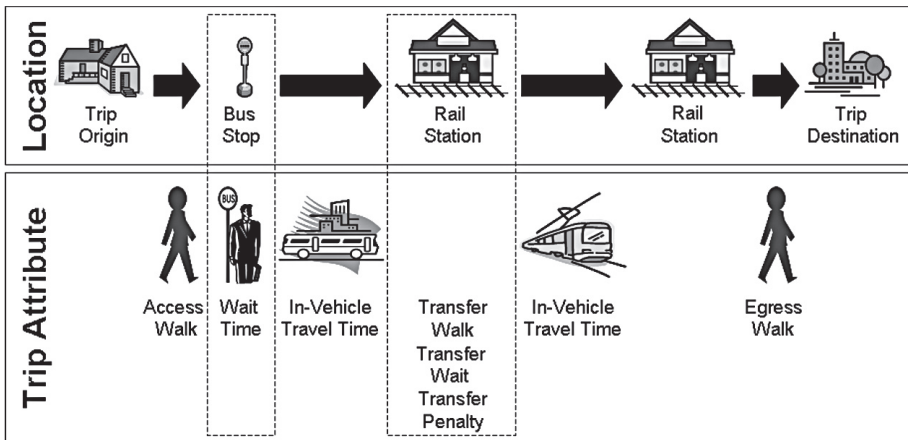 Location
Trip
Origin
Bus
Stop
Rail
Station
Rail
Station
Trip
Destination
Trip Attribute
BUS
Access
Walk
Wait
Time
In-Vehicle
Travel Time
Transfer
Walk
Transfer
Wait
Transfer
Penalty
In-Vehicle
Travel Time
Egress
Walk